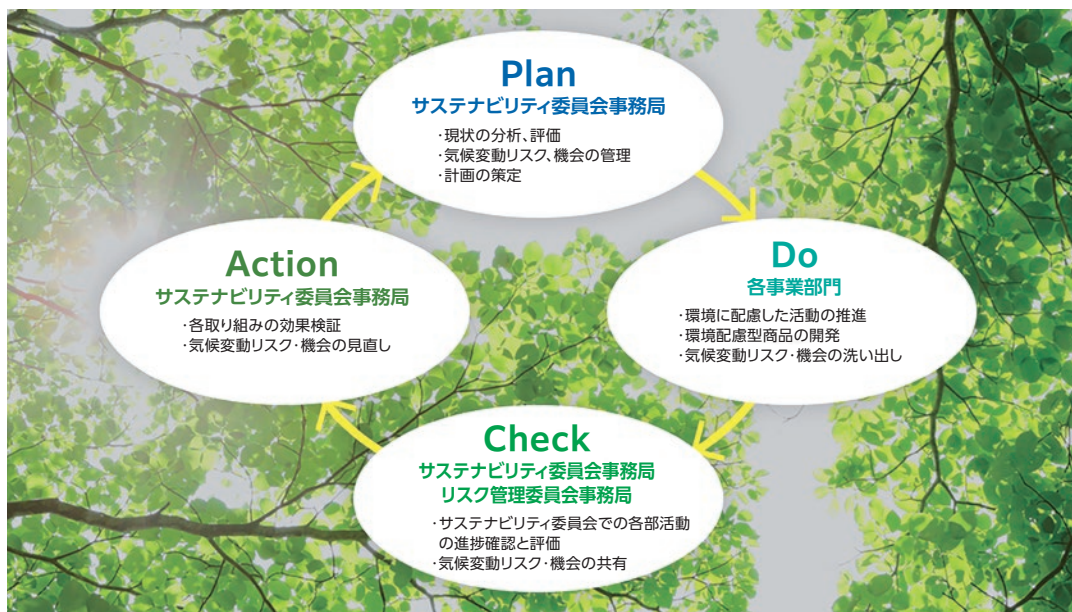 Plan
サステナビリティ委員会事務局
・現状の分析、評価
・気候変動リスク、機会の管理
・計画の策定
Do
各事業部門
・環境に配慮した活動の推進
・環境配慮型商品の開発
・気候変動リスク・機会の洗い出し
Check
サステナビリティ委員会事務局
リスク管理委員会事務局
・サステナビリティ委員会での各部活動
の進捗確認と評価
・気候変動リスク・機会の共有
Action
サステナビリティ委員会事務局
・各取り組みの効果検証
・気候変動リスク・機会の見直し